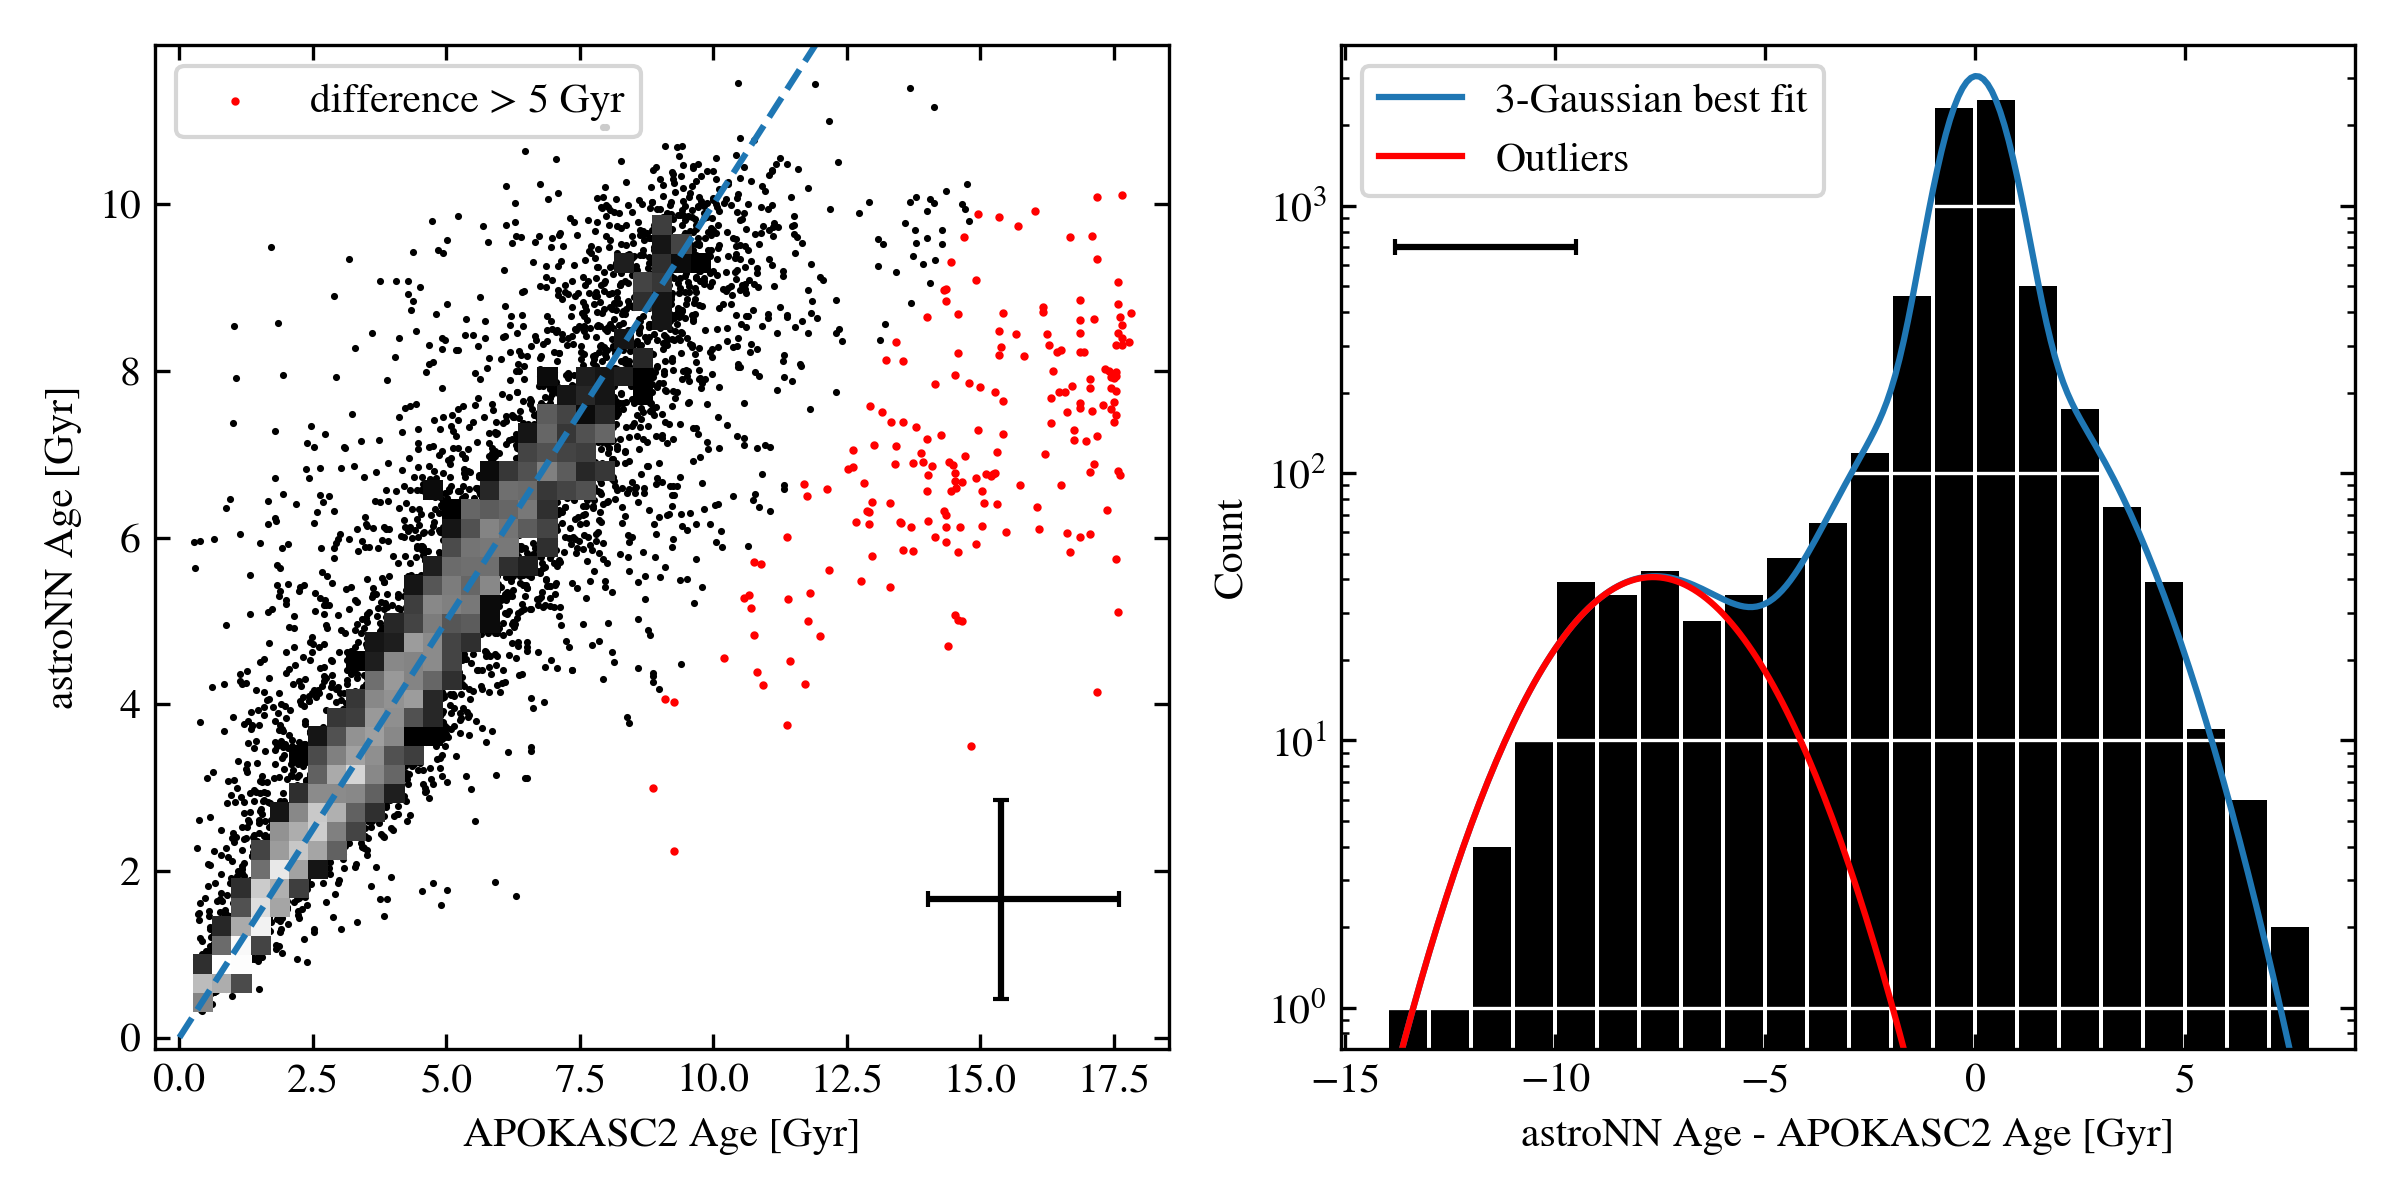 difference > 5 Gyr
10
8
6
4
2
0
astroNN Age [Gyr]
0.0 2.5 5.0 7.5 10.0 12.5 15.0 17.5
APOKASC2 Age [Gyr]
3-Gaussian best fit
Outliers
10³
10²
10¹
10⁰
Count
−15 −10 −5 0 5
astroNN Age - APOKASC2 Age [Gyr]